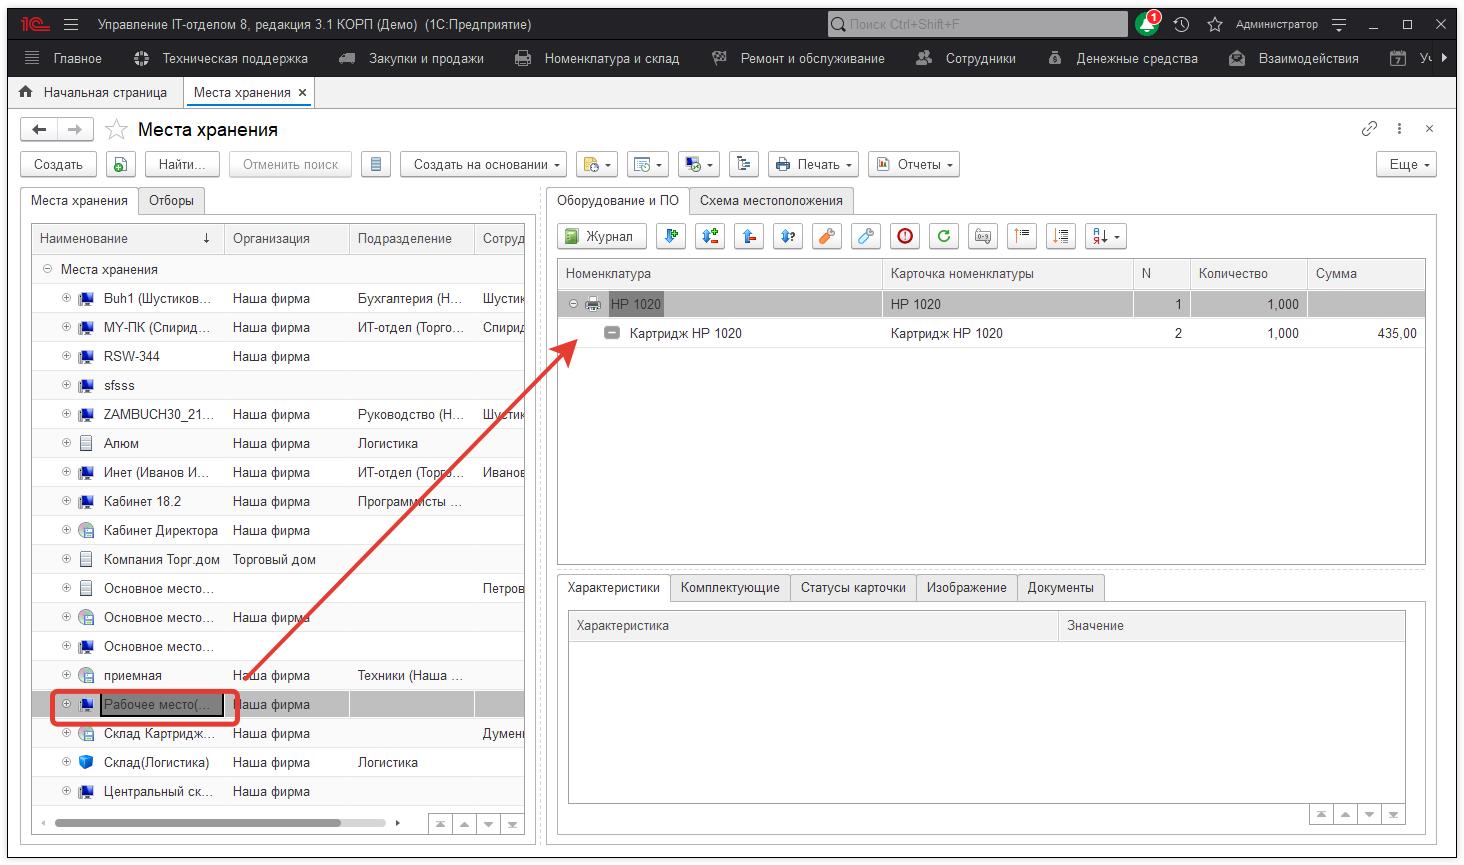 1С Управление IT-отделом 8, редакция 3.1 КОРП (Демо) (1С:Предприятие) Поиск Ctrl+Shift+F 1 Администратор
Главное Техническая поддержка Закупки и продажи Номенклатура и склад Ремонт и обслуживание Сотрудники Денежные средства Взаимодействия 7 Уч
Начальная страница Места хранения ×
Места хранения
Создать Найти... Отменить поиск Создать на основании Печать Отчеты Еще
Места хранения Отборы
Наименование ↓ Организация Подразделение Сотруд
Места хранения
Buh1 (Шустиков... Наша фирма Бухгалтерия (Н... Шустик
MY-ПК (Спирид... Наша фирма ИТ-отдел (Торго... Спирид
RSW-344 Наша фирма
sfsss
ZAMBUCH30_21... Наша фирма Руководство (Н... Шустик
Алюм Наша фирма Логистика
Инет (Иванов И... Наша фирма ИТ-отдел (Торго... Иванов
Кабинет 18.2 Наша фирма Программисты ...
Кабинет Директора Наша фирма
Компания Торг.дом Торговый дом
Основное место... Петров
Основное место... Наша фирма
Основное место...
приемная Наша фирма Техники (Наша ...
Рабочее место(... Наша фирма
Склад Картридж... Наша фирма Думен
Склад(Логистика) Наша фирма Логистика
Центральный ск... Наша фирма
Оборудование и ПО Схема местоположения
Журнал
Номенклатура Карточка номенклатуры N Количество Сумма
HP 1020 HP 1020 1 1,000
Картридж HP 1020 Картридж HP 1020 2 1,000 435,00
Характеристики Комплектующие Статусы карточки Изображение Документы
Характеристика Значение